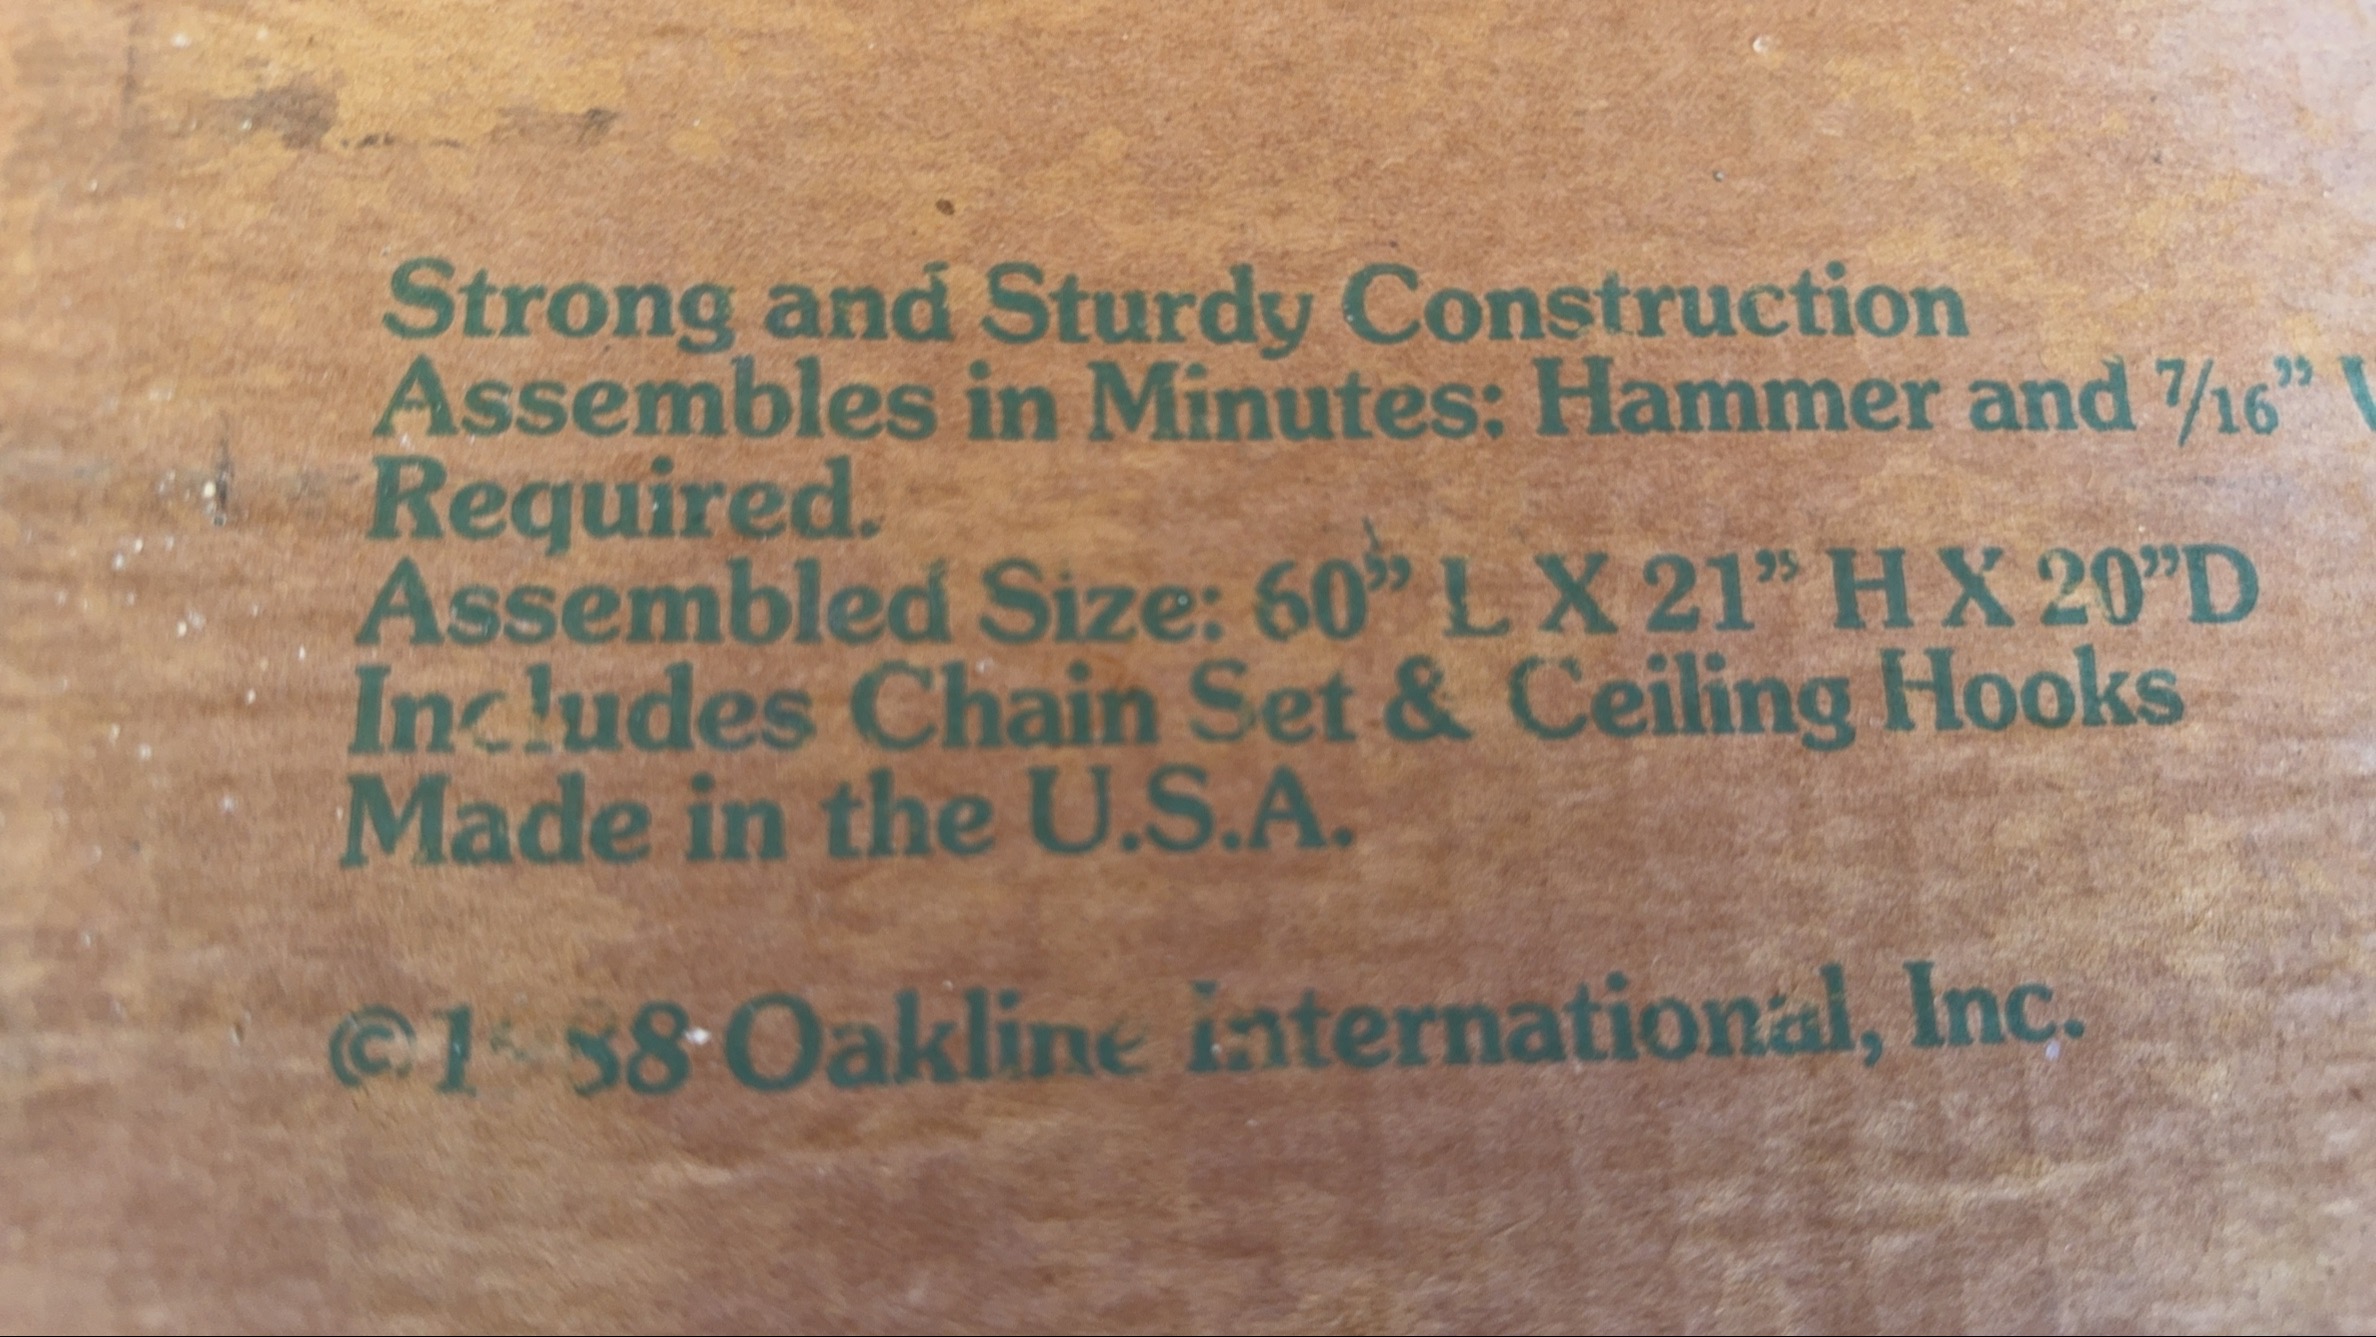 Strong and Sturdy Construction
Assembles in Minutes: Hammer and 7/16”
Required.
Assembled Size: 60” L X 21” H X 20”D
Includes Chain Set & Ceiling Hooks
Made in the U.S.A.
©1988 Oakline International, Inc.